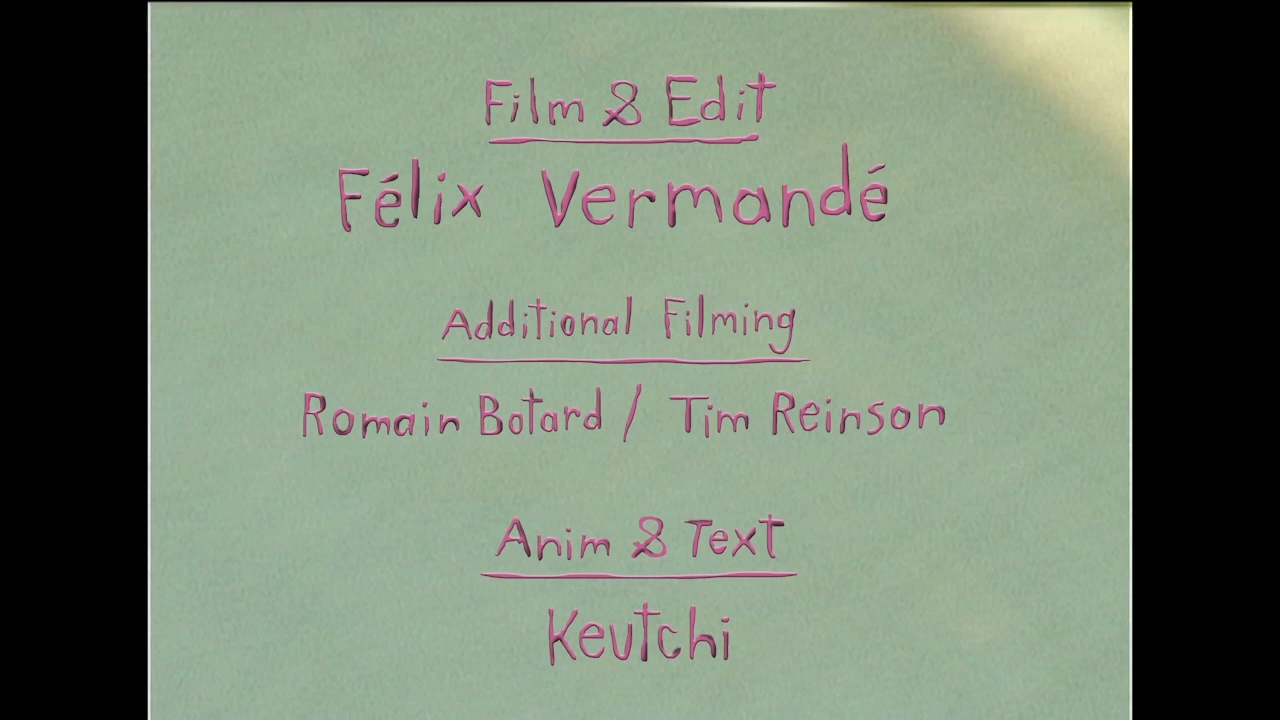 Film & Edit
Félix Vermandé
Additional Filming
Romain Botard / Tim Reinson
Anim & Text
Keutchi